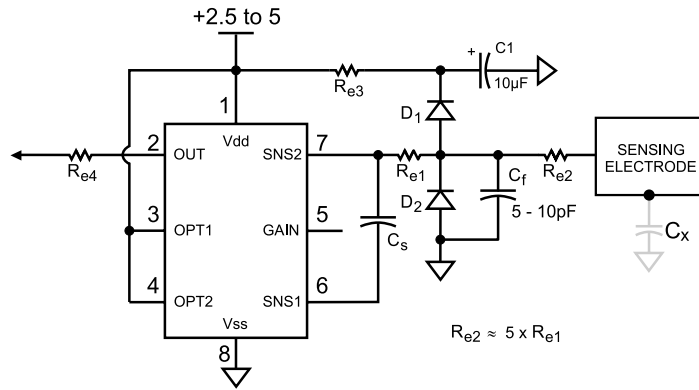 +2.5 to 5
+ C1
10µF
Re3
D1
1
Vdd
2 OUT
SNS2 7
Re4
Re1
Cf
5 - 10pF
Re2
SENSING
ELECTRODE
D2
3 OPT1
GAIN 5
Cs
Cx
4 OPT2
SNS1 6
Vss
8
Re2 ≈ 5 x Re1